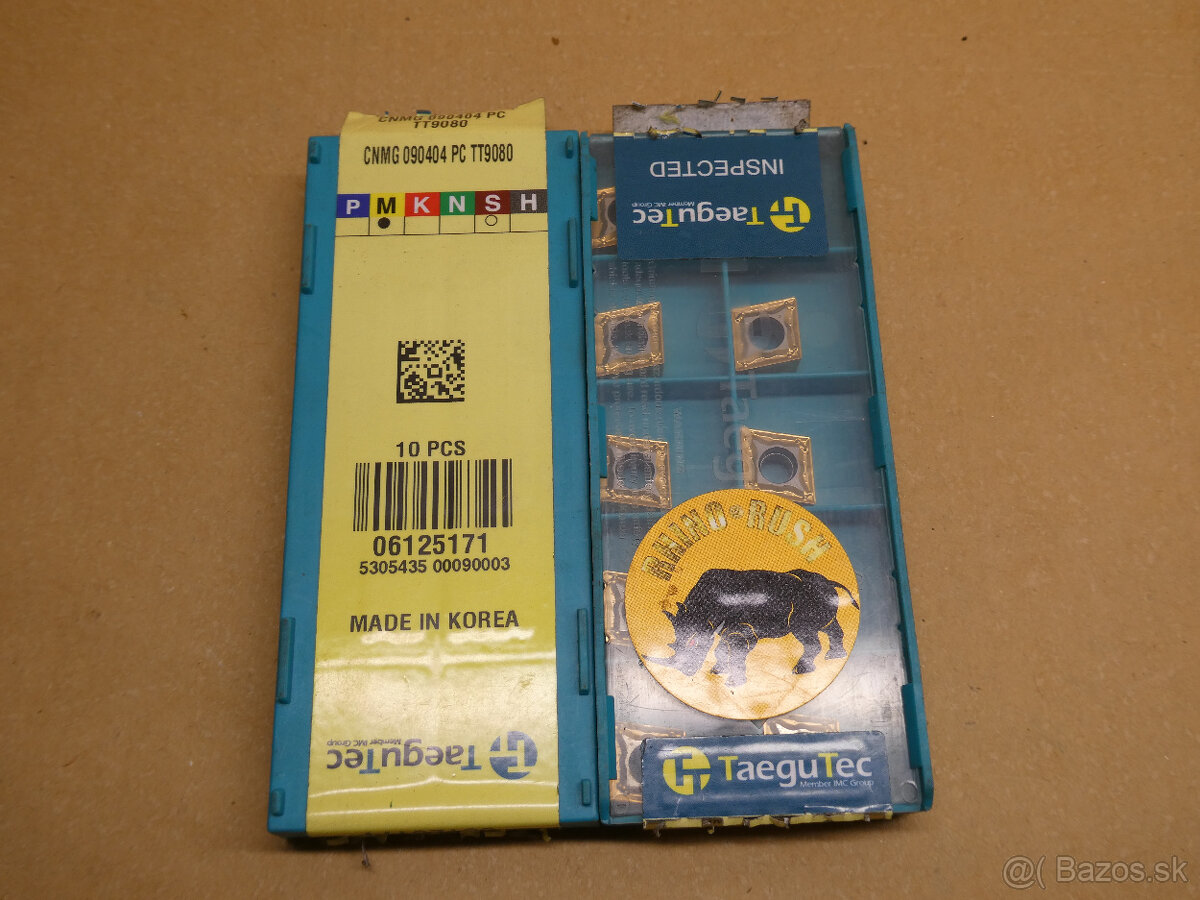 CNMG 090404 PC
TT9080
CNMG 090404 PC TT9080
P M K N S H
10 PCS
06125171
5305435 00090003
MADE IN KOREA
TaeguTec
Member IMC Group
INSPECTED
TaeguTec
Member IMC Group
RHINO-RUSH
TaeguTec
Member IMC Group
@( Bazos.sk